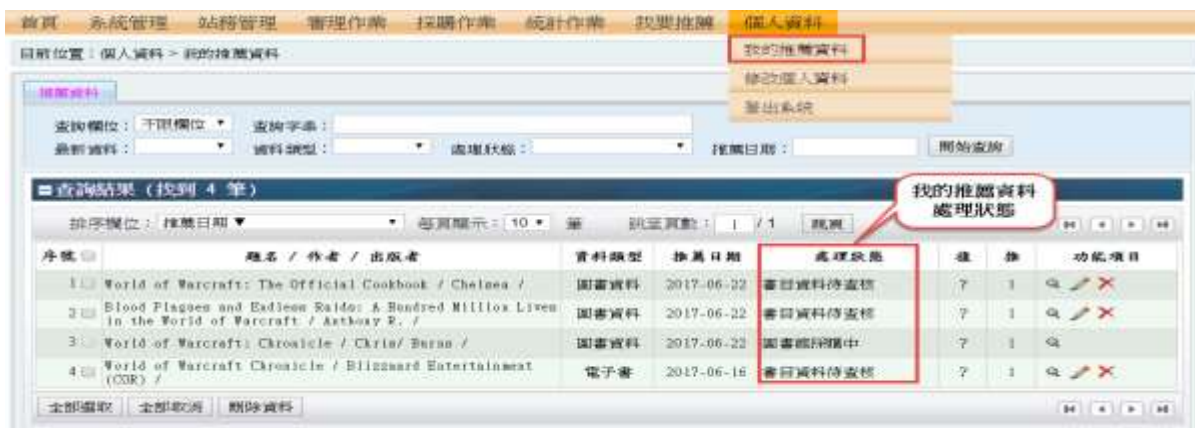 首頁 系統管理 站務管理 審理作業 採購作業 統計作業 我要推薦 個人資料
目前位置：個人資料 > 我的推薦資料
我的推薦資料
修改個人資料
登出系統
推薦資料
查詢欄位： 不限欄位 查詢字串：
最新資料： 資料類型： 處理狀態： 推薦日期： 開始查詢
查詢結果 (找到 4 筆)
我的推薦資料
處理狀態
排序欄位： 推薦日期▼ 每頁顯示： 10 筆 跳至頁數： 1 / 1 跳頁
序號 題名 / 作者 / 出版者 資料類型 推薦日期 處理狀態 複 推 功能項目
1 World of Warcraft: The Official Cookbook / Chelsea / 圖書資料 2017-06-22 書目資料待查核 ? 1
2 Blood Plagues and Endless Raids: A Hundred Million Lives
in the World of Warcraft / Anthony R. / 圖書資料 2017-06-22 書目資料待查核 ? 1
3 World of Warcraft: Chronicle / Chris/ Burns / 圖書資料 2017-06-22 圖書館採購中 ? 1
4 World of Warcraft Chronicle / Blizzard Entertainment
(COR) / 電子書 2017-06-16 書目資料待查核 ? 1
全部選取 全部取消 刪除資料